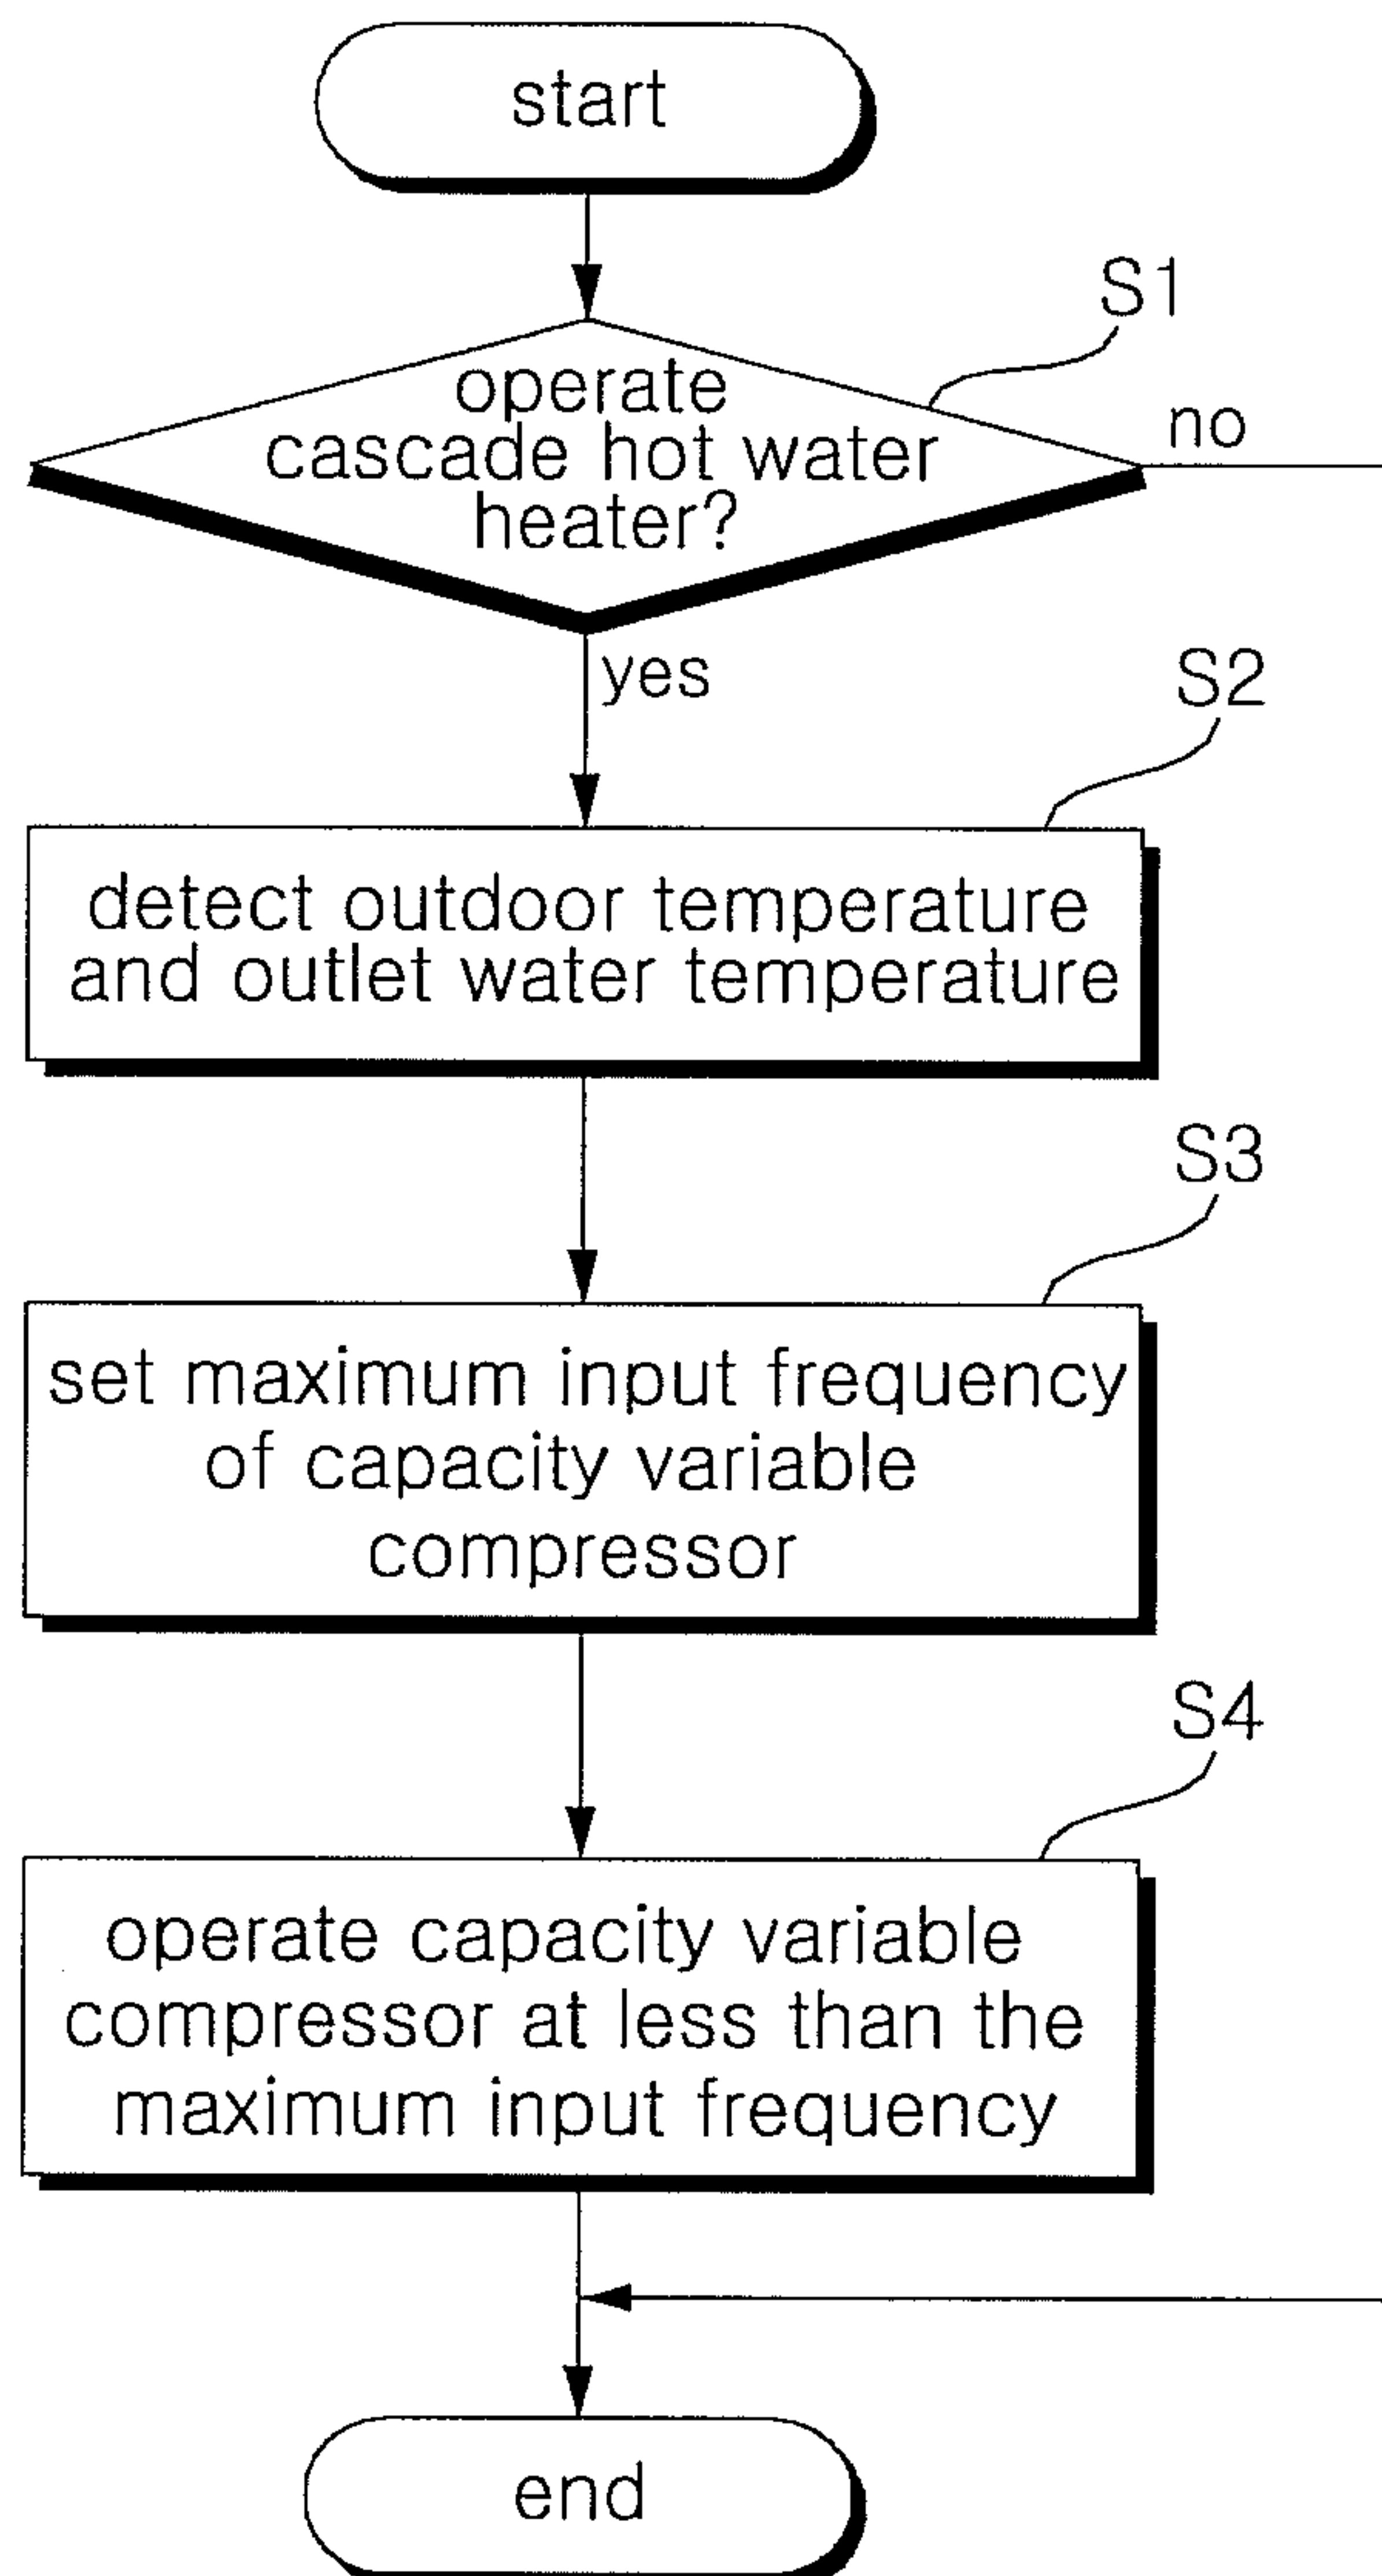 start
S1
operate
cascade hot water
heater?
no
yes
S2
detect outdoor temperature
and outlet water temperature
S3
set maximum input frequency
of capacity variable
compressor
S4
operate capacity variable
compressor at less than the
maximum input frequency
end